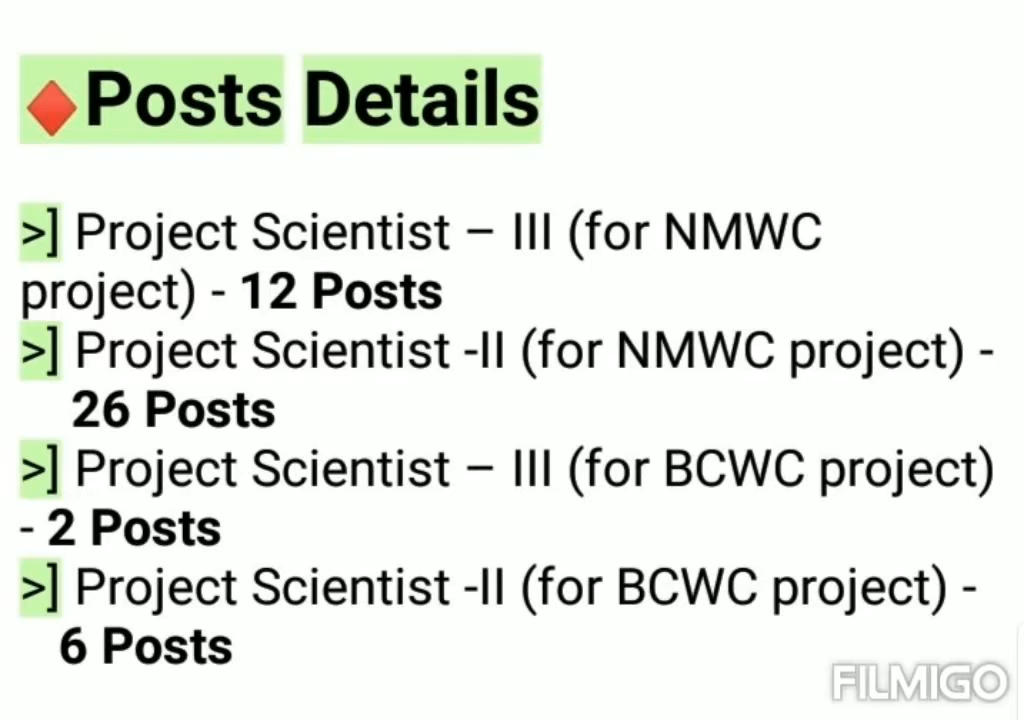 ♦Posts Details
>] Project Scientist – III (for NMWC
project) - 12 Posts
>] Project Scientist -II (for NMWC project) -
26 Posts
>] Project Scientist – III (for BCWC project)
- 2 Posts
>] Project Scientist -II (for BCWC project) -
6 Posts
FILMIGO